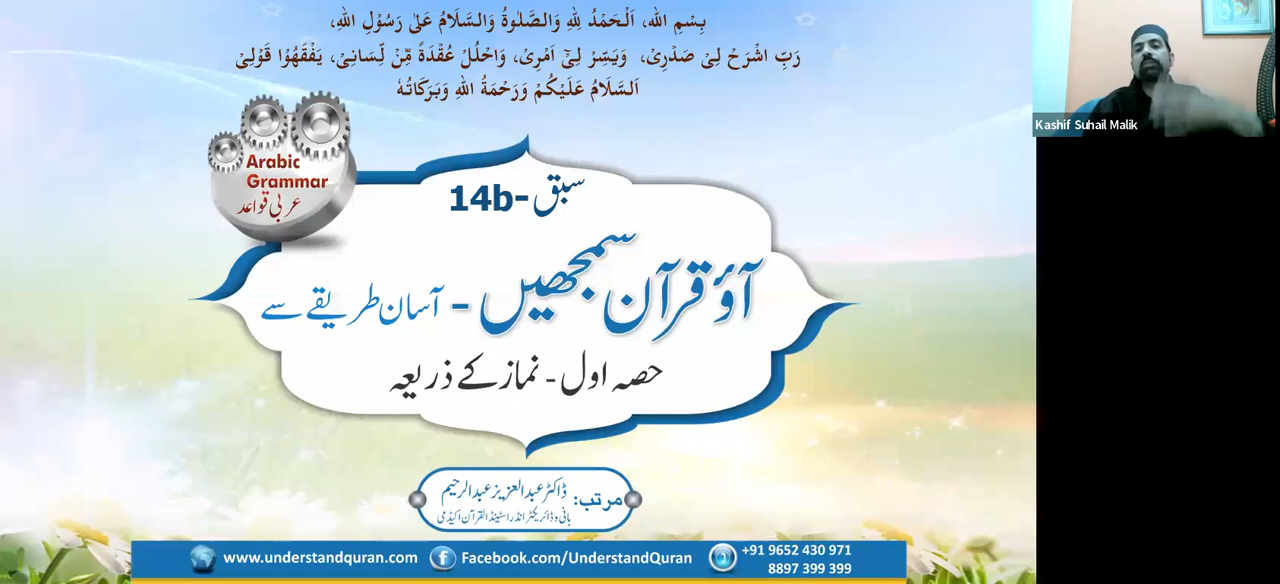 بِسْمِ اللهِ، اَلْحَمْدُ لِلّٰهِ وَالصَّلٰوةُ وَالسَّلَامُ عَلٰی رَسُوْلِ اللهِ،
رَبِّ اشْرَحْ لِیْ صَدْرِیْ، وَیَسِّرْ لِیْٓ اَمْرِیْ، وَاحْلُلْ عُقْدَةً مِّنْ لِّسَانِیْ، یَفْقَهُوْا قَوْلِیْ
اَلسَّلَامُ عَلَیْکُمْ وَرَحْمَةُ اللهِ وَبَرَکَاتُهٗ
Kashif Suhail Malik
Arabic
Grammar
عربی قواعد
سبق -14b
آؤ قرآن سمجھیں - آسان طریقے سے
حصہ اول - نماز کے ذریعہ
مرتب: ڈاکٹر عبدالعزیز عبدالرحیم
بانی و ڈائریکٹر انڈراسٹینڈ القرآن اکیڈمی
www.understandquran.com
Facebook.com/UnderstandQuran
+91 9652 430 971
8897 399 399